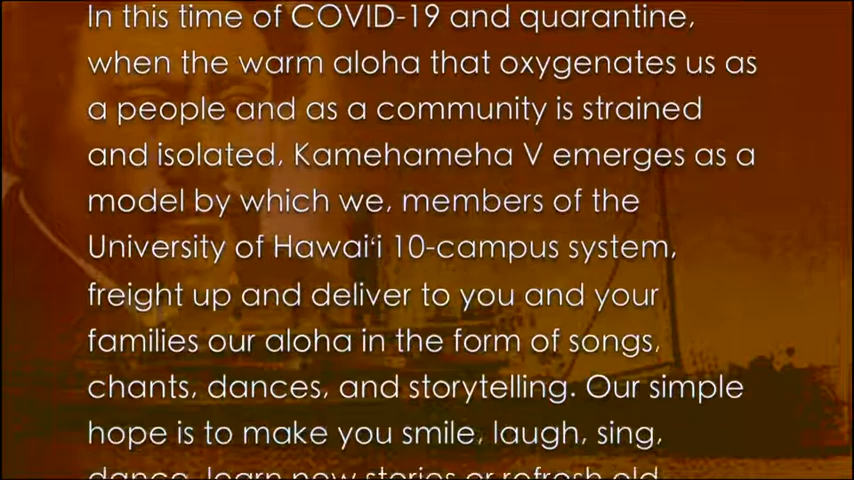 In this time of COVID-19 and quarantine,
when the warm aloha that oxygenates us as
a people and as a community is strained
and isolated, Kamehameha V emerges as a
model by which we, members of the
University of Hawaiʻi 10-campus system,
freight up and deliver to you and your
families our aloha in the form of songs,
chants, dances, and storytelling. Our simple
hope is to make you smile, laugh, sing,
dance, learn new stories or refresh old